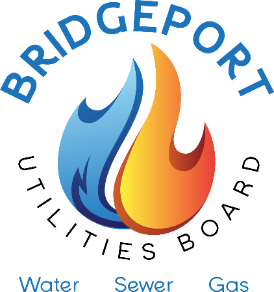 BRIDGEPORT
UTILITIES BOARD
Water Sewer Gas